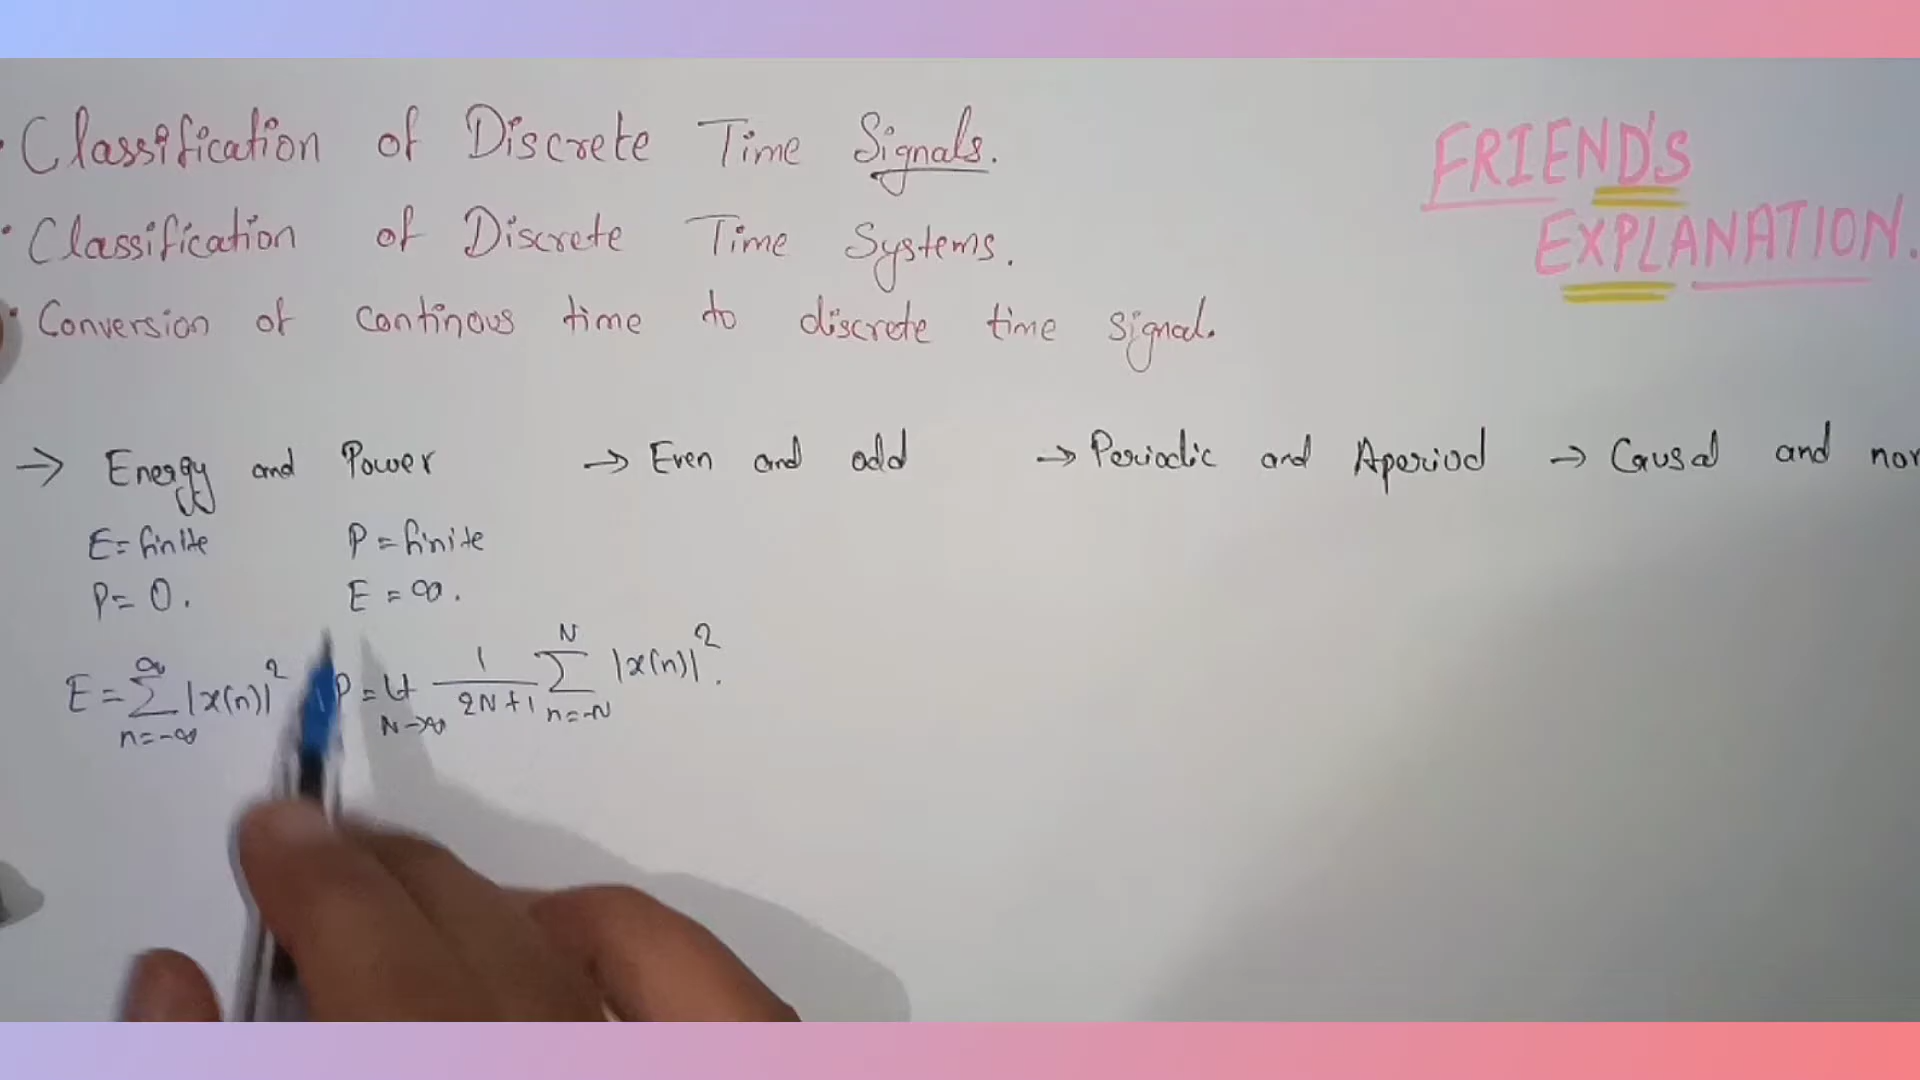 • Classification of Discrete Time Signals.
FRIEND'S
EXPLANATION.
• Classification of Discrete Time Systems.
• Conversion of continous time to discrete time signal.
→ Energy and Power → Even and odd → Periodic and Aperiod → Causal and non
E = finite P = finite
P = 0. E = ∞.
E = ∑_{n=-∞}^{∞} |x(n)|² P = Lt_{N→∞} 1/(2N+1) ∑_{n=-N}^{N} |x(n)|².